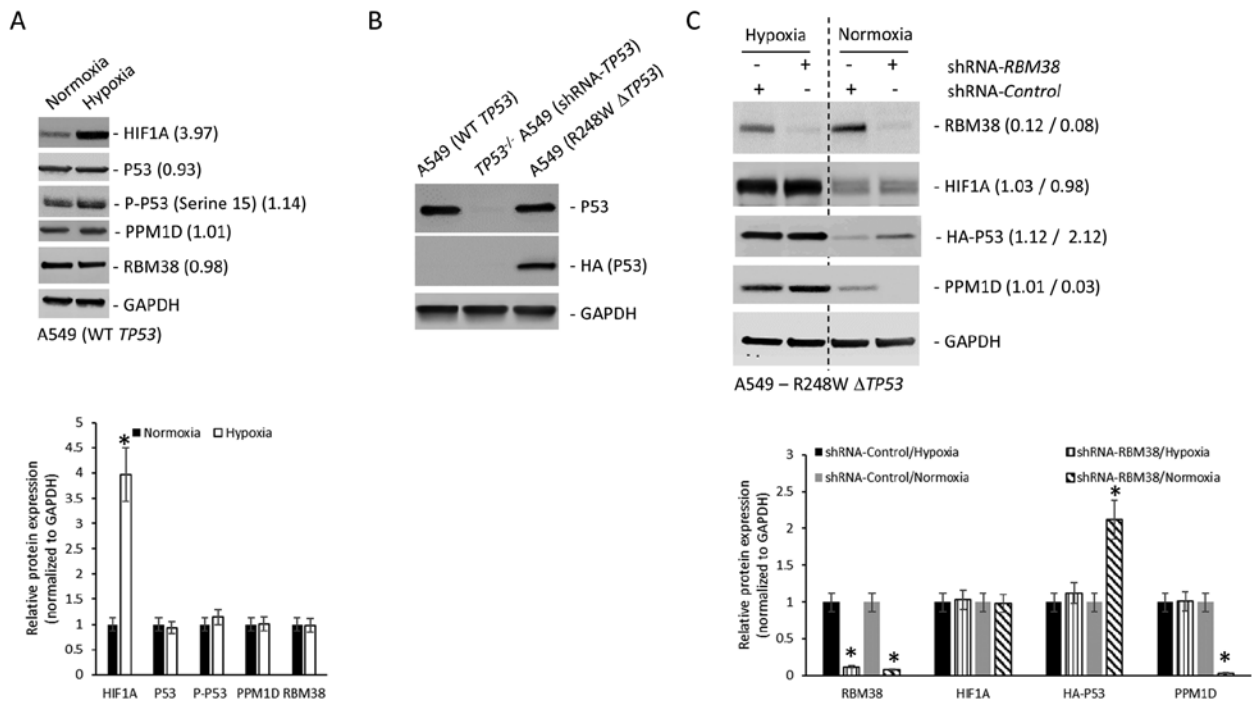 A
Normoxia
Hypoxia
- HIF1A (3.97)
- P53 (0.93)
- P-P53 (Serine 15) (1.14)
- PPM1D (1.01)
- RBM38 (0.98)
- GAPDH
A549 (WT TP53)
B
A549 (WT TP53)
TP53-/- A549 (shRNA-TP53)
A549 (R248W ΔTP53)
- P53
- HA (P53)
- GAPDH
C
Hypoxia Normoxia
- + - + shRNA-RBM38
+ - + - shRNA-Control
- RBM38 (0.12 / 0.08)
- HIF1A (1.03 / 0.98)
- HA-P53 (1.12 / 2.12)
- PPM1D (1.01 / 0.03)
- GAPDH
A549 – R248W ΔTP53
Relative protein expression
(normalized to GAPDH)
5
4.5
4
3.5
3
2.5
2
1.5
1
0.5
0
Normoxia Hypoxia
*
HIF1A P53 P-P53 PPM1D RBM38
Relative protein expression
(normalized to GAPDH)
3
2.5
2
1.5
1
0.5
0
shRNA-Control/Hypoxia shRNA-RBM38/Hypoxia
shRNA-Control/Normoxia shRNA-RBM38/Normoxia
*
* * *
RBM38 HIF1A HA-P53 PPM1D